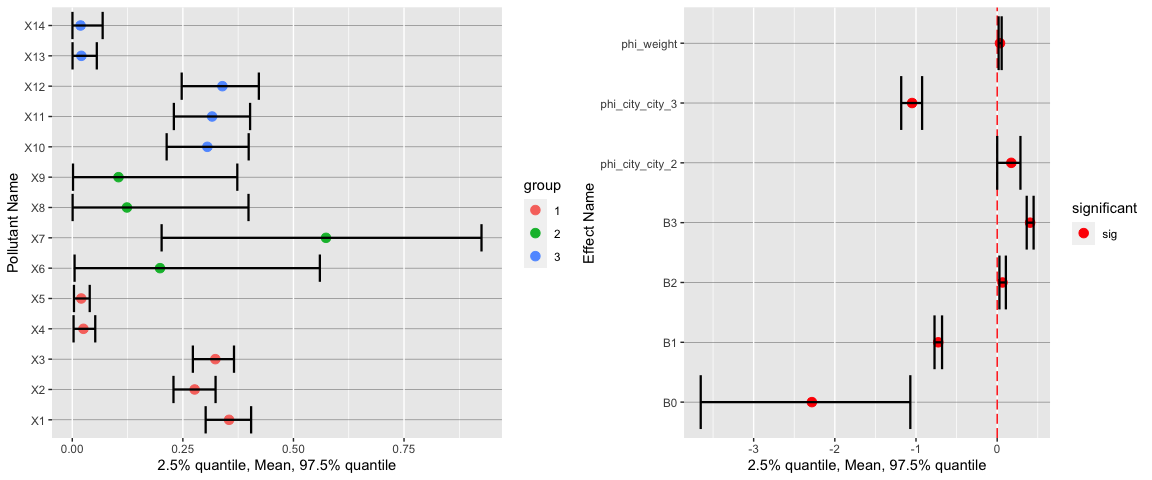 Pollutant Name
X14
X13
X12
X11
X10
X9
X8
X7
X6
X5
X4
X3
X2
X1
0.00 0.25 0.50 0.75
2.5% quantile, Mean, 97.5% quantile
group
1
2
3
Effect Name
phi_weight
phi_city_city_3
phi_city_city_2
B3
B2
B1
B0
-3 -2 -1 0
2.5% quantile, Mean, 97.5% quantile
significant
sig